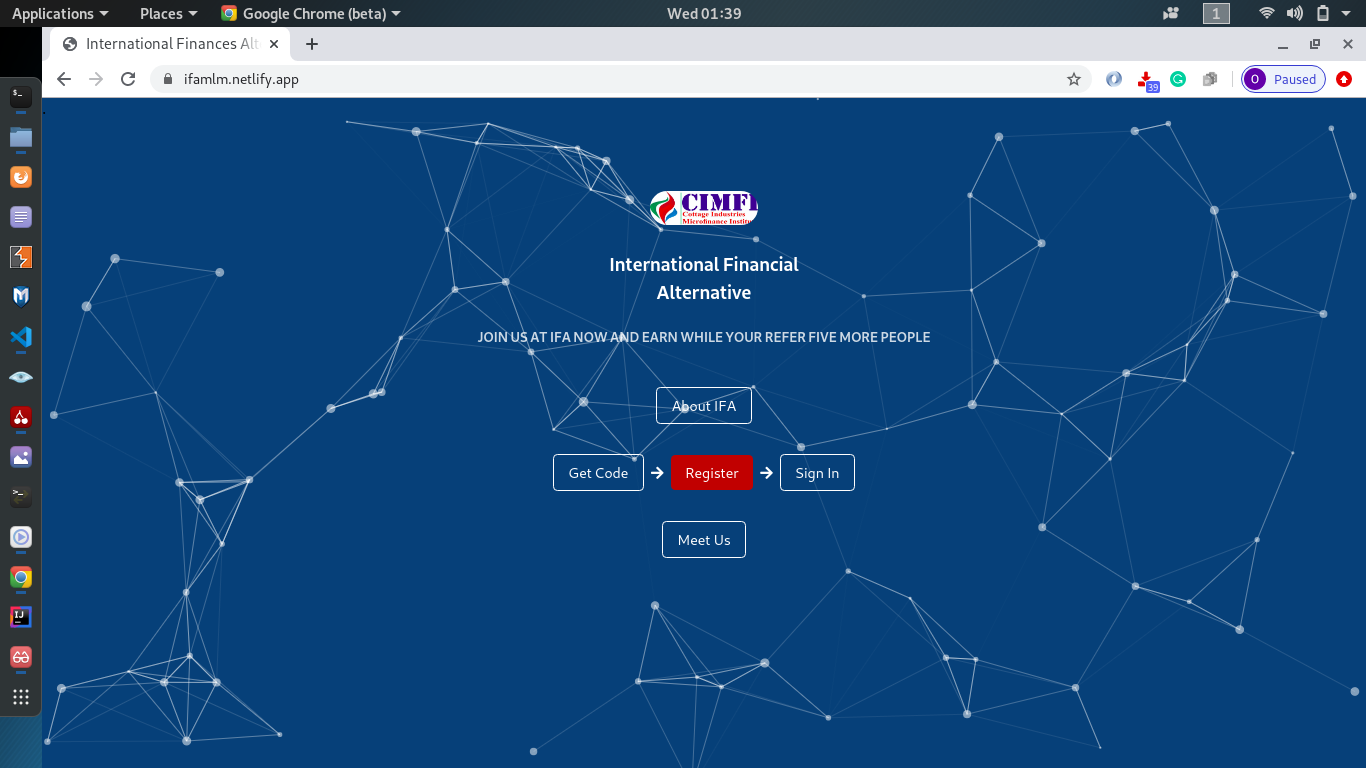 Applications Places Google Chrome (beta) Wed 01:39 1
International Finances Alt
ifamlm.netlify.app 39 O Paused
CIMFI
Cottage Industries
Microfinance Institu
International Financial
Alternative
JOIN US AT IFA NOW AND EARN WHILE YOUR REFER FIVE MORE PEOPLE
About IFA
Get Code Register Sign In
Meet Us